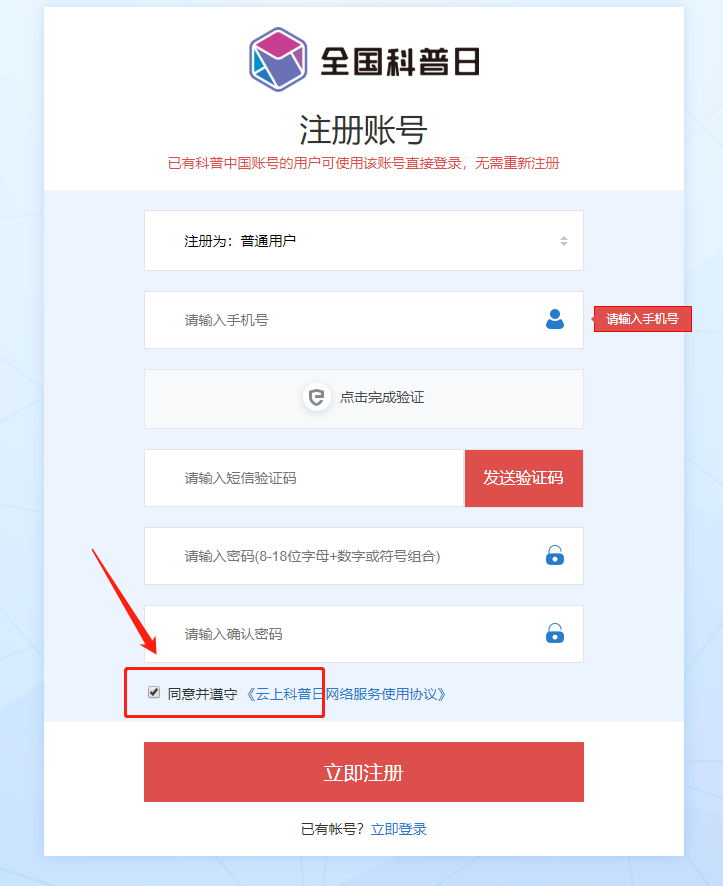 全国科普日
注册账号
已有科普中国账号的用户可使用该账号直接登录，无需重新注册
注册为：普通用户
请输入手机号
请输入手机号
点击完成验证
请输入短信验证码
发送验证码
请输入密码(8-18位字母+数字或符号组合)
请输入确认密码
同意并遵守《云上科普日网络服务使用协议》
立即注册
已有帐号？立即登录